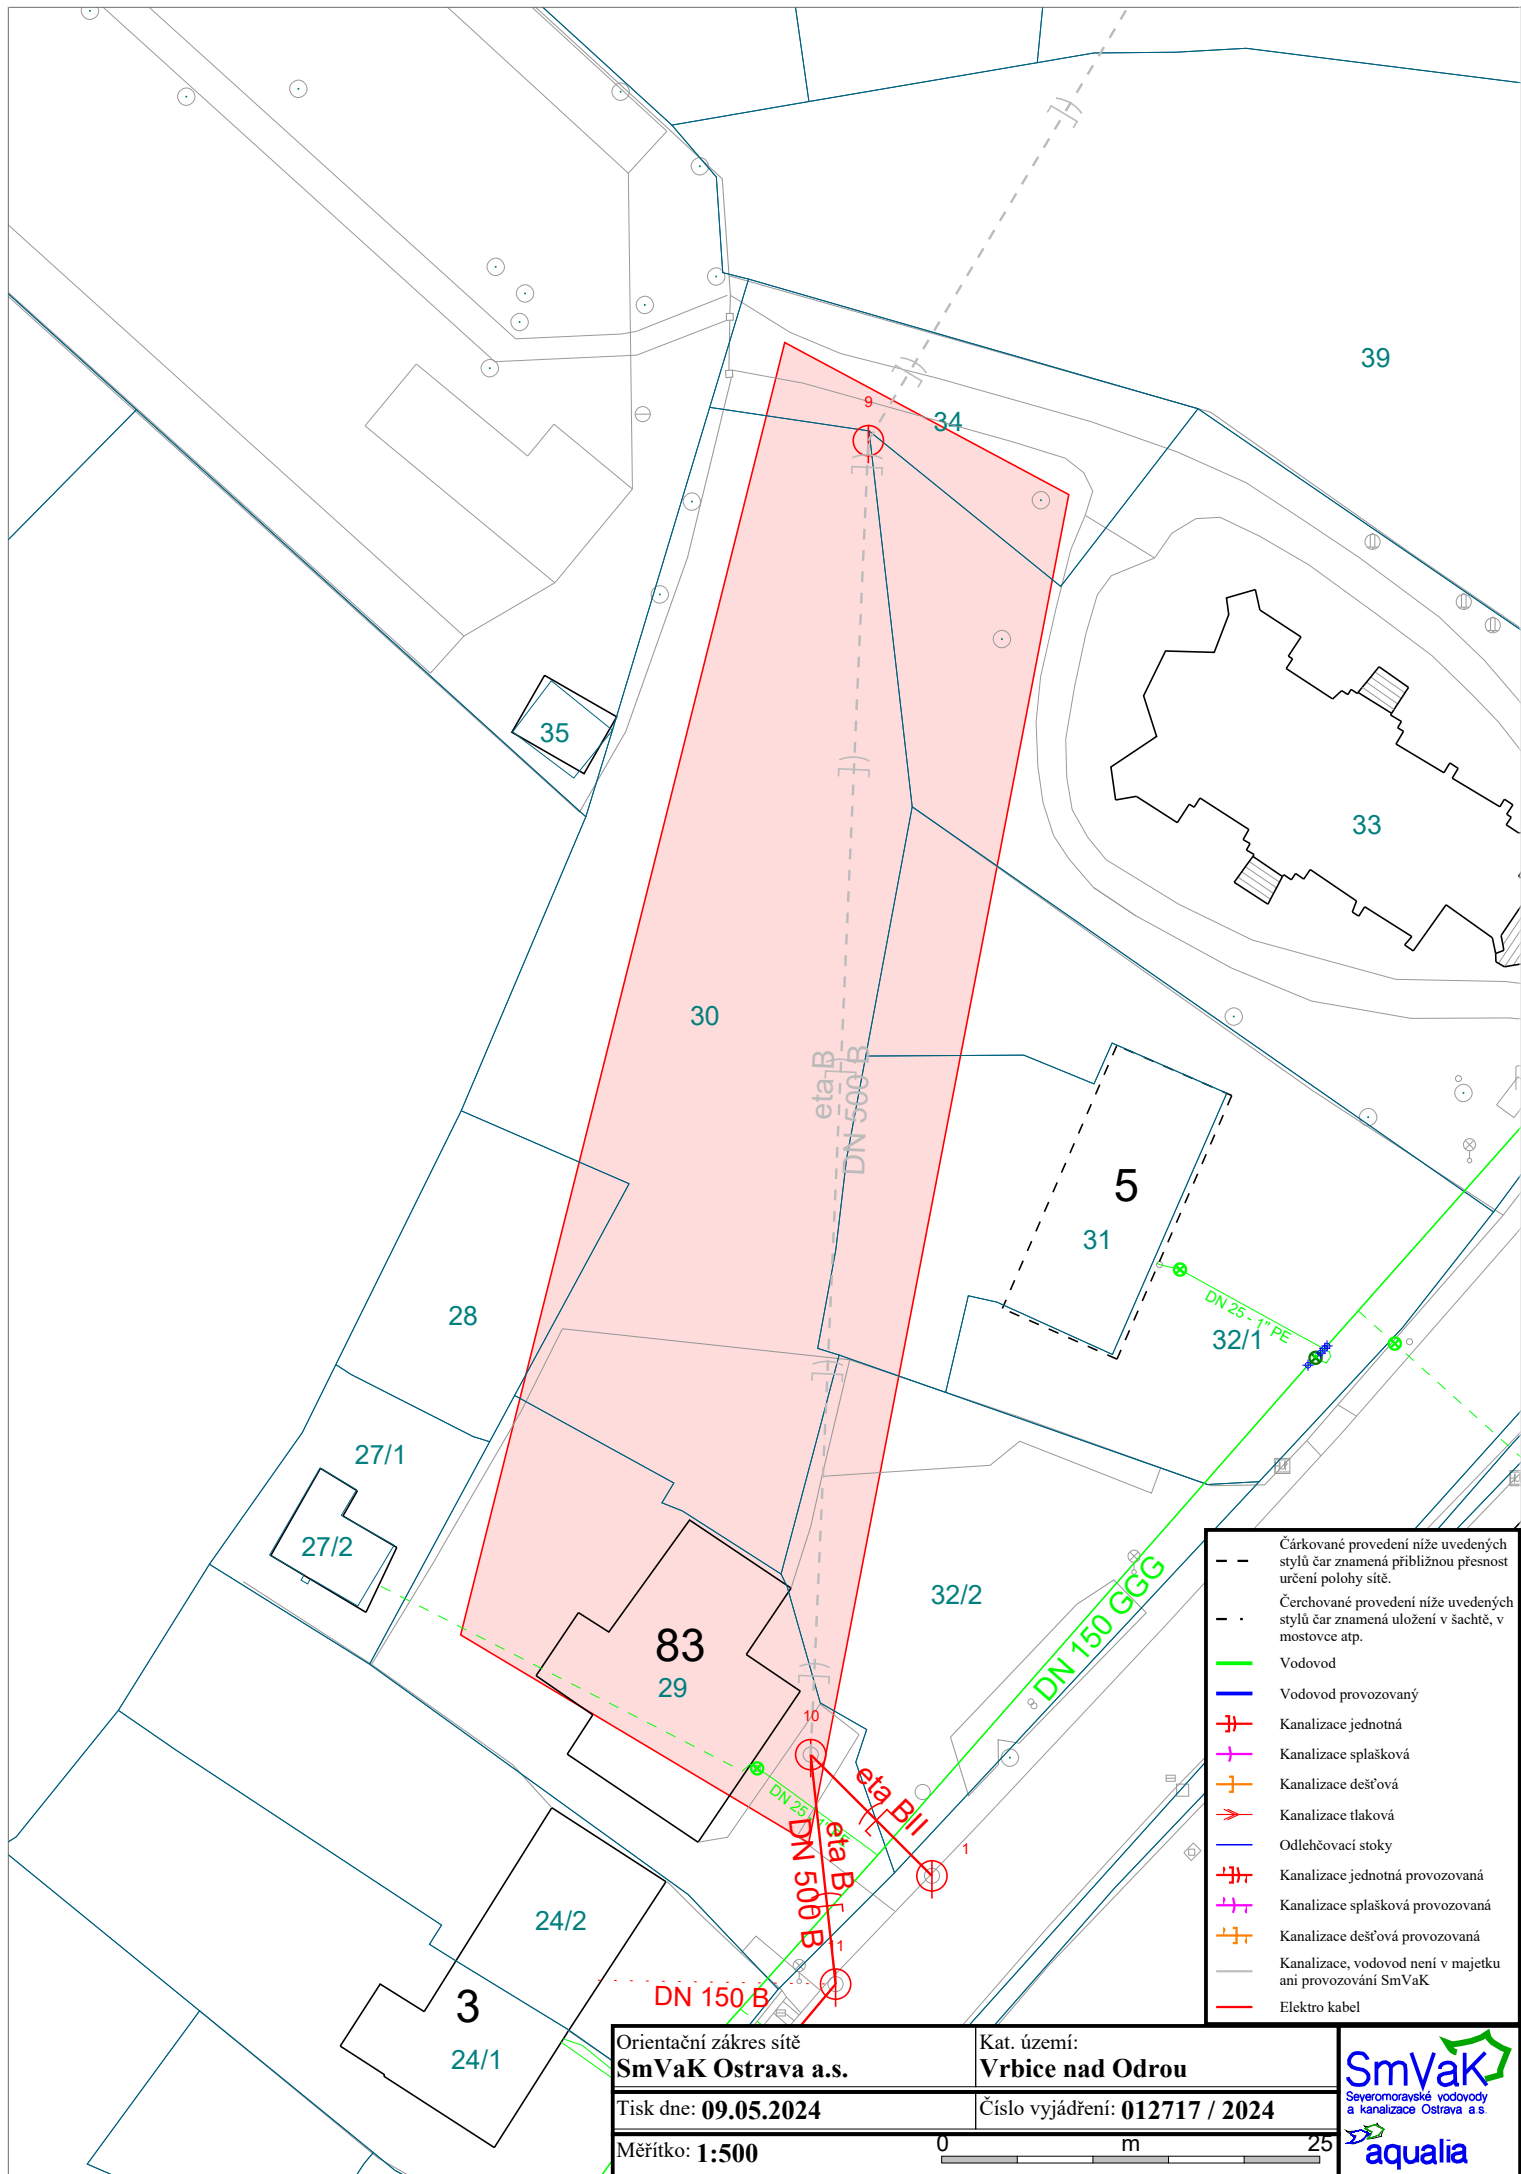 39
9
34
35
33
30
eta B
DN 500 B
5
31
DN 25 - 1" PE
32/1
28
27/1
27/2
32/2
DN 150 GGG
83
29
10
eta BII
DN 25
eta B
DN 500 B
1
11
24/2
DN 150 B
3
24/1
Čárkované provedení níže uvedených
stylů čar znamená přibližnou přesnost
určení polohy sítě.
Čerchované provedení níže uvedených
stylů čar znamená uložení v šachtě, v
mostovce atp.
Vodovod
Vodovod provozovaný
Kanalizace jednotná
Kanalizace splašková
Kanalizace dešťová
Kanalizace tlaková
Odlehčovací stoky
Kanalizace jednotná provozovaná
Kanalizace splašková provozovaná
Kanalizace dešťová provozovaná
Kanalizace, vodovod není v majetku
ani provozování SmVaK
Elektro kabel
Orientační zákres sítě
SmVaK Ostrava a.s.
Kat. území:
Vrbice nad Odrou
Tisk dne: 09.05.2024
Číslo vyjádření: 012717 / 2024
Měřítko: 1:500
0 m 25
SmVaK
Severomoravské vodovody
a kanalizace Ostrava a.s.
aqualia